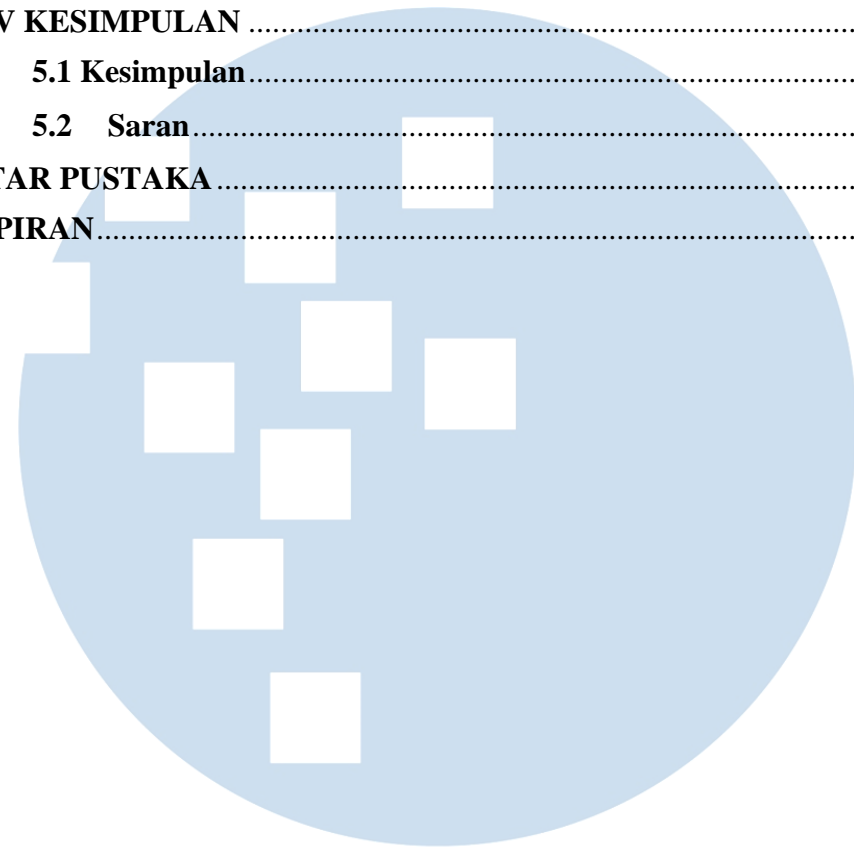 V KESIMPULAN ....................................................................................
5.1 Kesimpulan.....................................................................................
5.2 Saran............................................................................................
TAR PUSTAKA ........................................................................................
PIRAN.....................................................................................................